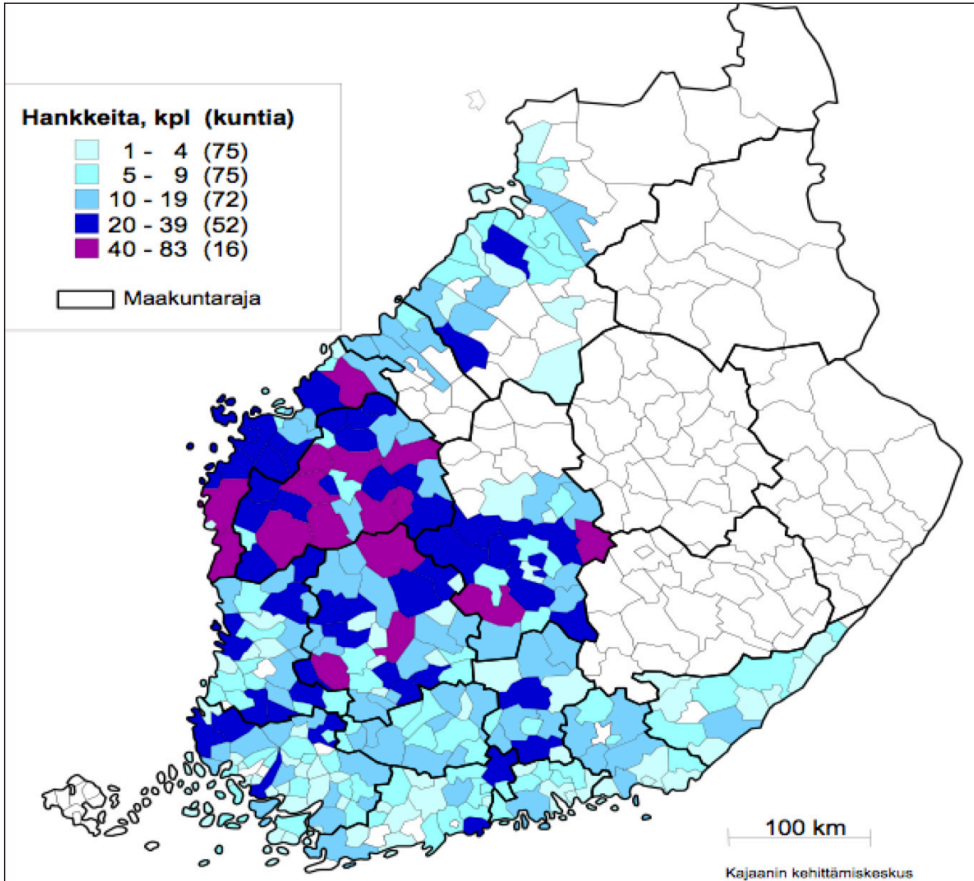 Hankkeita, kpl (kuntia)
1 - 4 (75)
5 - 9 (75)
10 - 19 (72)
20 - 39 (52)
40 - 83 (16)
Maakuntaraja
100 km
Kajaanin kehittämiskeskus